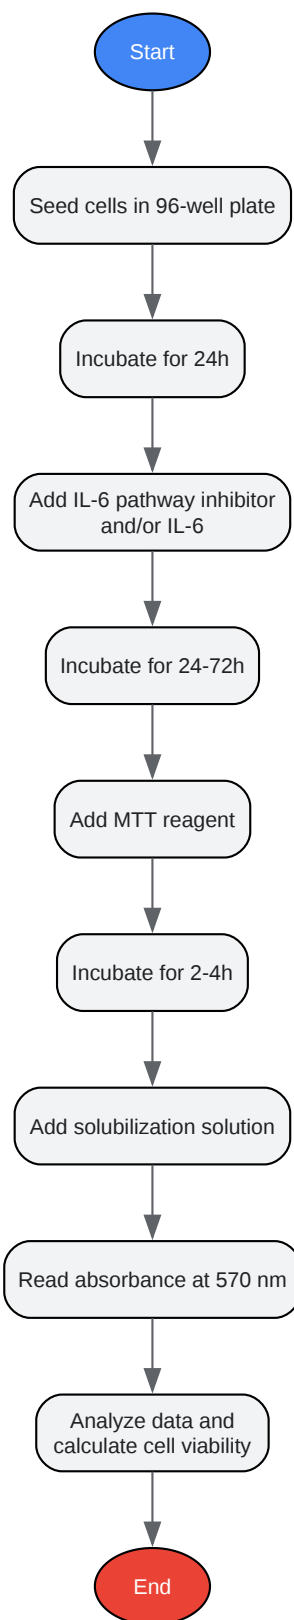 Start
Seed cells in 96-well plate
Incubate for 24h
Add IL-6 pathway inhibitor
and/or IL-6
Incubate for 24-72h
Add MTT reagent
Incubate for 2-4h
Add solubilization solution
Read absorbance at 570 nm
Analyze data and
calculate cell viability
End